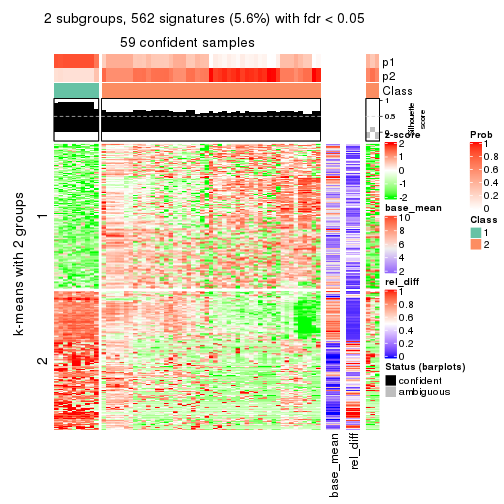 2 subgroups, 562 signatures (5.6%) with fdr < 0.05
59 confident samples
p1
p2
Class
1
0.5
0
Silhouette
score
k-means with 2 groups
1
2
base_mean
rel_diff
z-score
2
1
0
-1
-2
base_mean
10
8
6
4
2
rel_diff
1
0.8
0.6
0.4
0.2
0
Status (barplots)
confident
ambiguous
Prob
1
0.8
0.6
0.4
0.2
0
Class
1
2